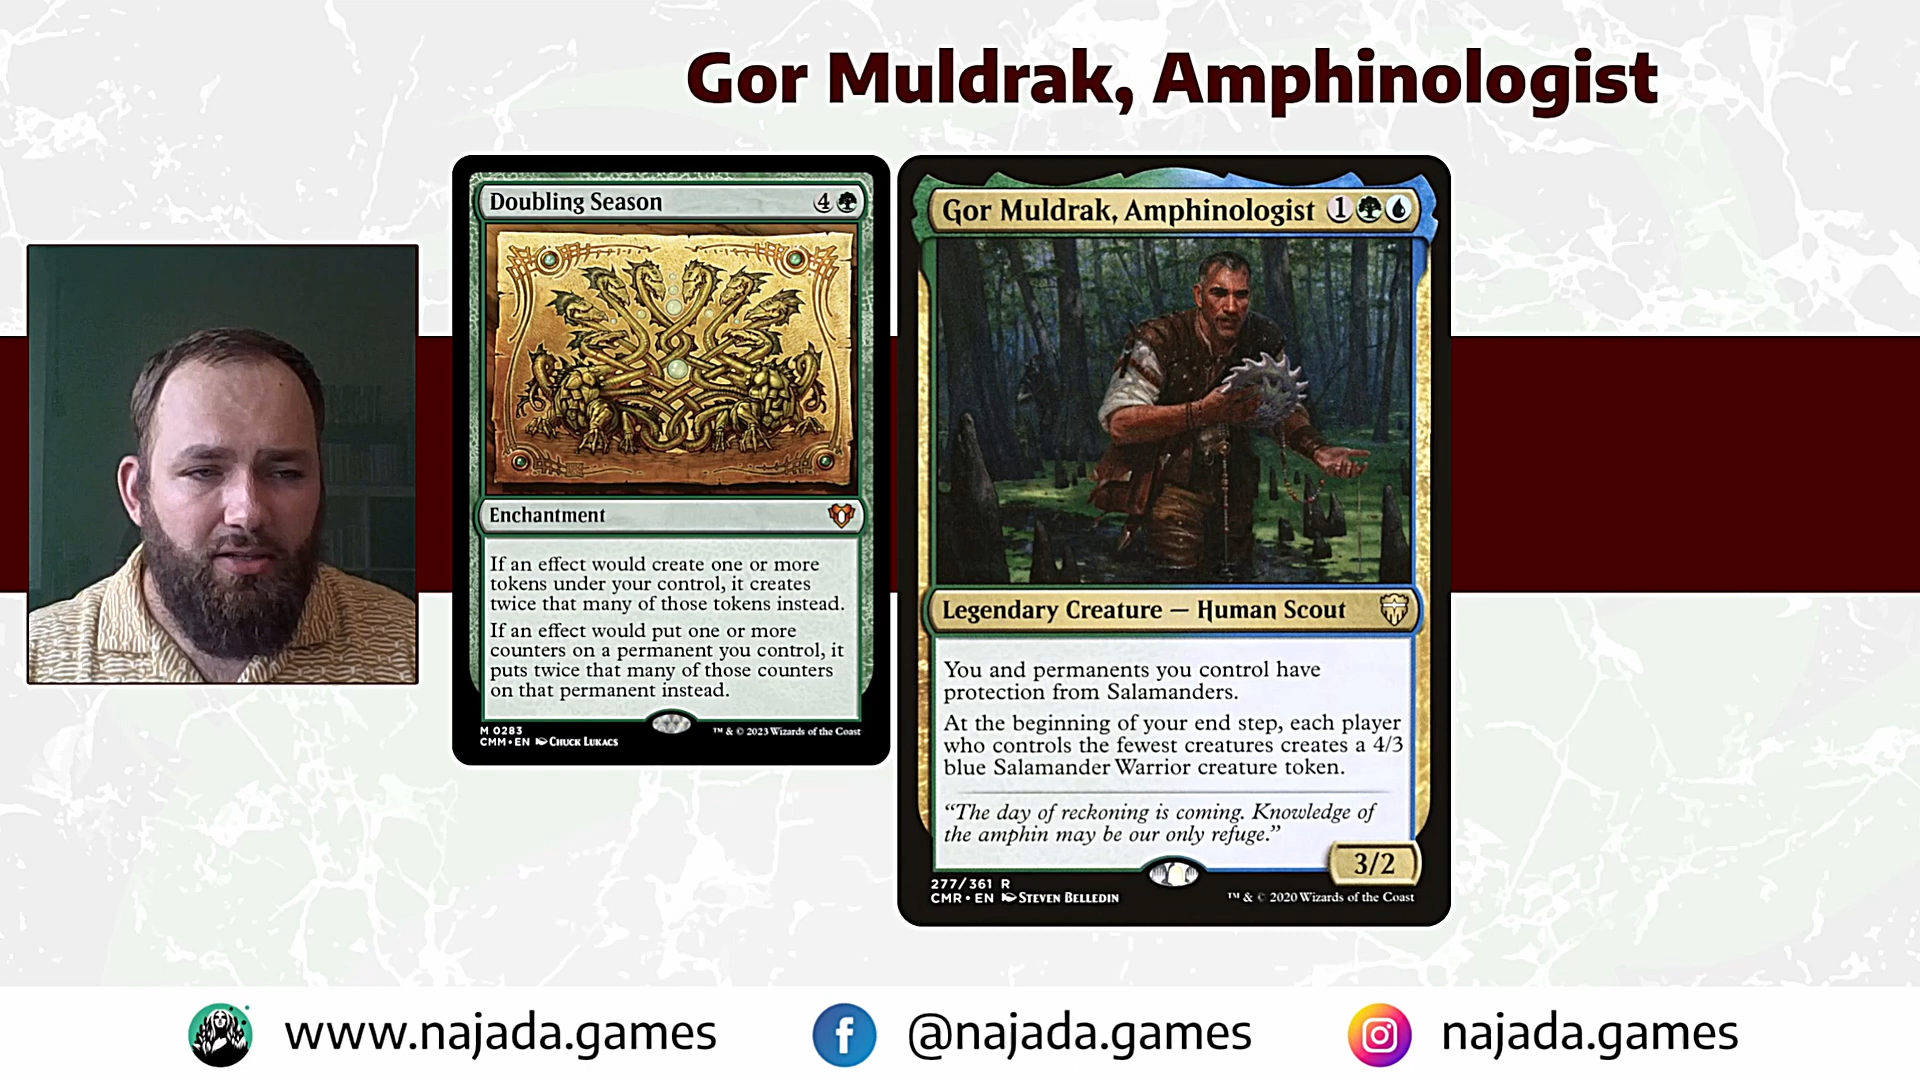 Gor Muldrak, Amphinologist
Doubling Season 4
Enchantment
If an effect would create one or more
tokens under your control, it creates
twice that many of those tokens instead.
If an effect would put one or more
counters on a permanent you control, it
puts twice that many of those counters
on that permanent instead.
M 0283
CMM • EN CHUCK LUKACS
™ & © 2023 Wizards of the Coast
Gor Muldrak, Amphinologist 1
Legendary Creature — Human Scout
You and permanents you control have
protection from Salamanders.
At the beginning of your end step, each player
who controls the fewest creatures creates a 4/3
blue Salamander Warrior creature token.
“The day of reckoning is coming. Knowledge of
the amphin may be our only refuge.”
3/2
277/361 R
CMR • EN STEVEN BELLEDIN
™ & © 2020 Wizards of the Coast
www.najada.games
@najada.games
najada.games